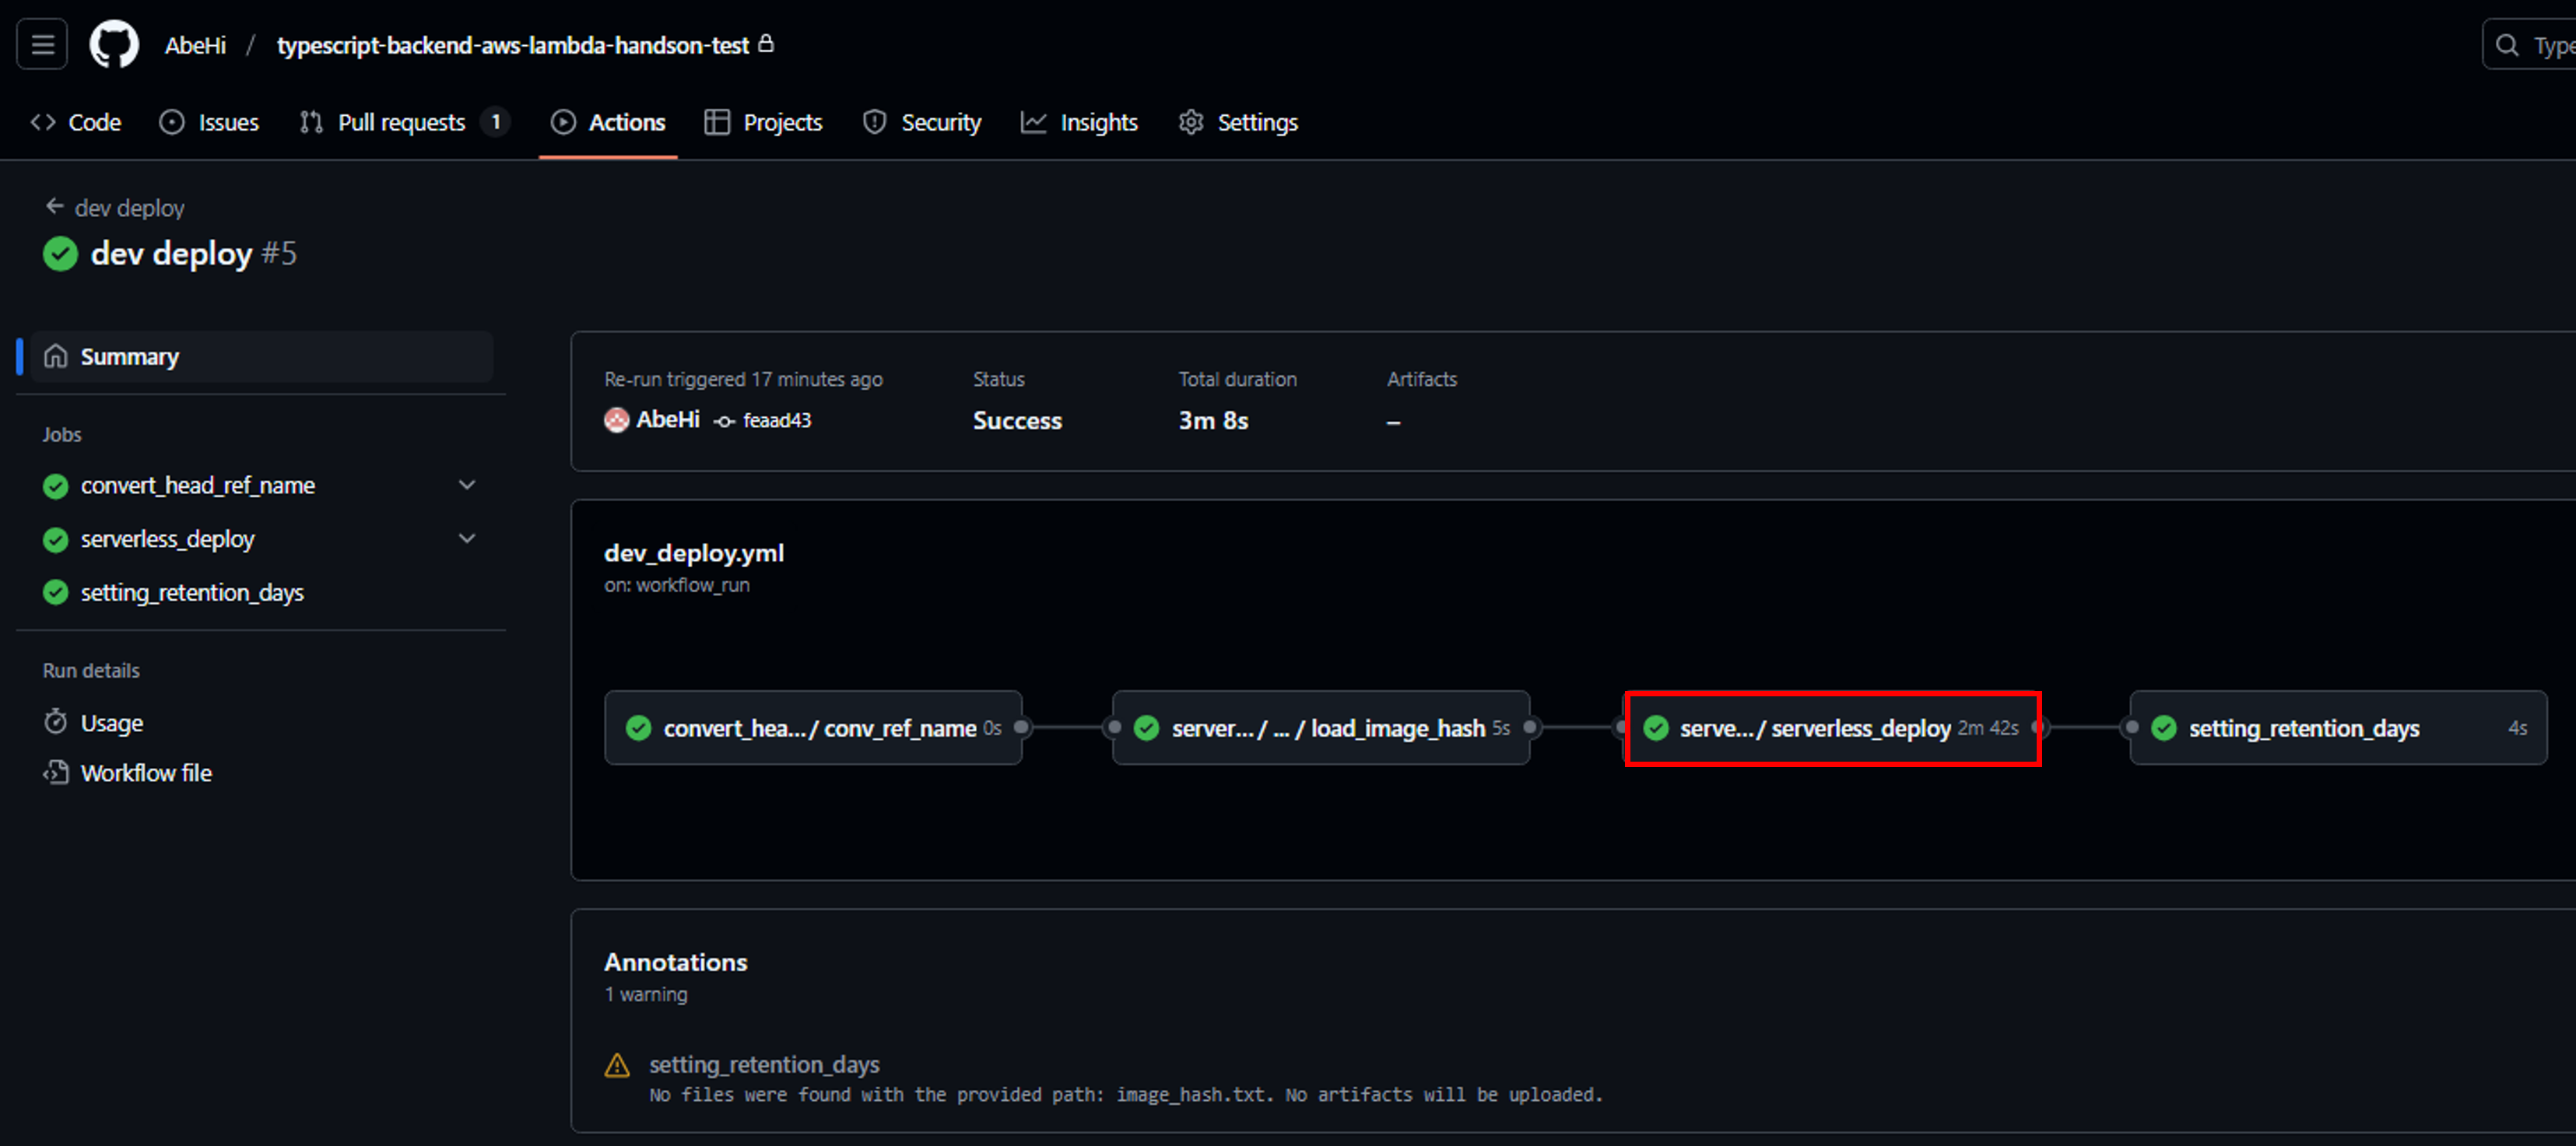 AbeHi / typescript-backend-aws-lambda-handson-test
Type
Code Issues Pull requests 1 Actions Projects Security Insights Settings
dev deploy
dev deploy #5
Summary
Jobs
convert_head_ref_name
serverless_deploy
setting_retention_days
Run details
Usage
Workflow file
Re-run triggered 17 minutes ago Status Total duration Artifacts
AbeHi feaad43 Success 3m 8s –
dev_deploy.yml
on: workflow_run
convert_hea... / conv_ref_name 0s
server... / ... / load_image_hash 5s
serve... / serverless_deploy 2m 42s
setting_retention_days 4s
Annotations
1 warning
setting_retention_days
No files were found with the provided path: image_hash.txt. No artifacts will be uploaded.